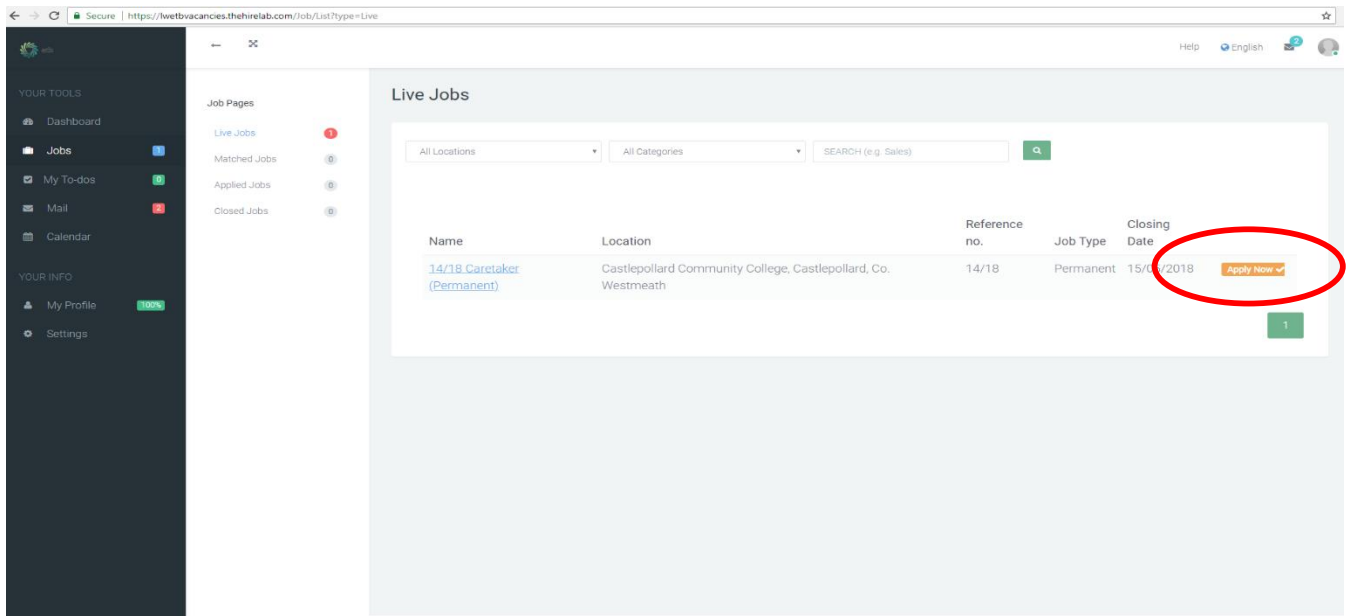 Secure | https://lwetbvacancies.thehirelab.com/Job/List?type=Live
Help English 2
YOUR TOOLS
Dashboard
Jobs 1
My To-dos 0
Mail 2
Calendar
YOUR INFO
My Profile 100%
Settings
Job Pages
Live Jobs 1
Matched Jobs 0
Applied Jobs 0
Closed Jobs 0
Live Jobs
All Locations All Categories SEARCH (e.g. Sales)
Name Location Reference no. Job Type Closing Date
14/18 Caretaker Castlepollard Community College, Castlepollard, Co. 14/18 Permanent Apply Now
(Permanent) Westmeath
1